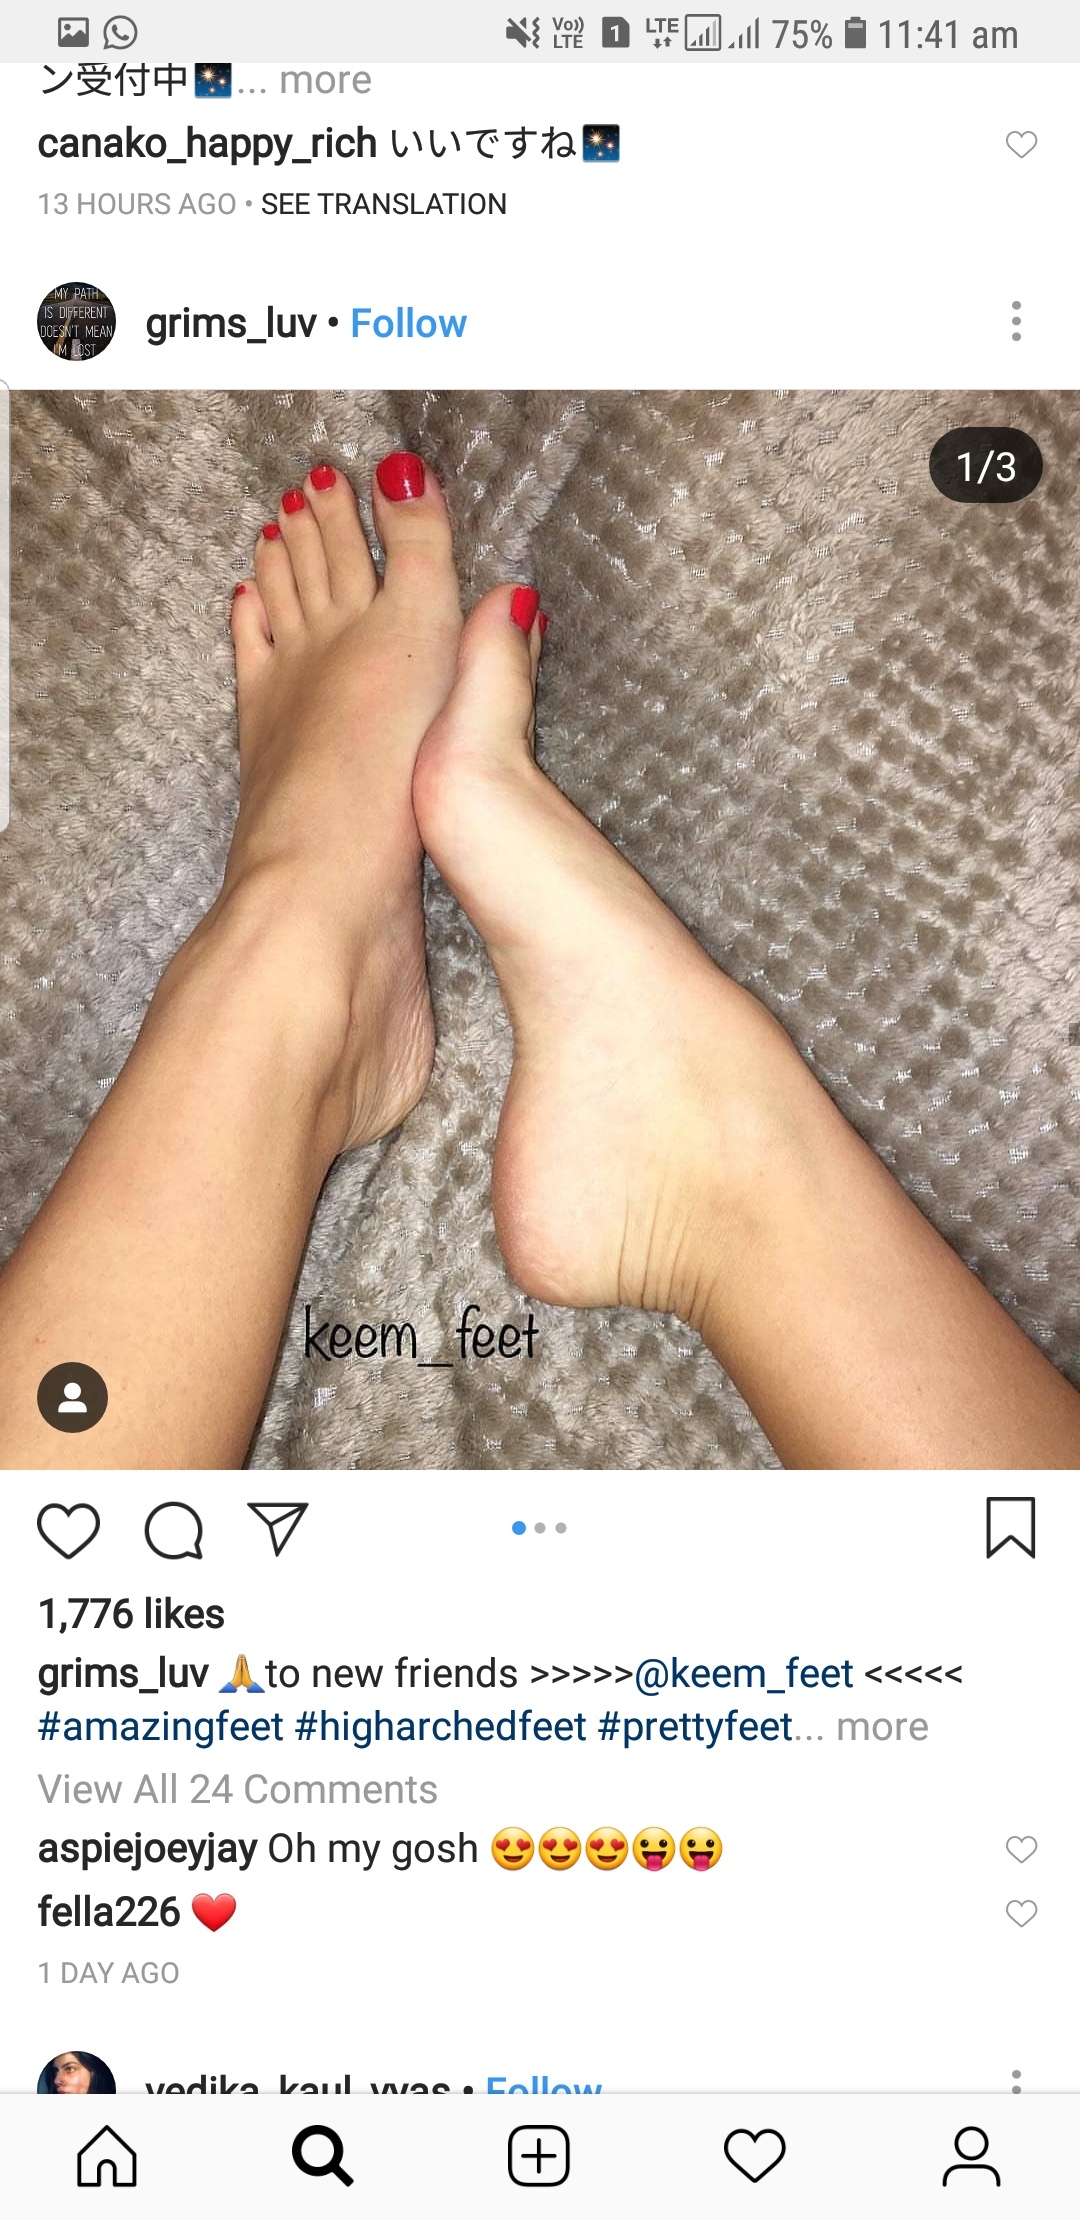 Vo))
LTE
1
LTE
75%
11:41 am
ン受付中🎇... more
canako_happy_rich いいですね🎇
13 HOURS AGO • SEE TRANSLATION
MY PATH
IS DIFFERENT
DOESN'T MEAN
I'M LOST
grims_luv • Follow
1/3
keem_feet
1,776 likes
grims_luv 🙏to new friends >>>>>@keem_feet <<<<<
#amazingfeet #higharchedfeet #prettyfeet... more
View All 24 Comments
aspiejoeyjay Oh my gosh 😍😍😍😛😛
fella226 ❤️
1 DAY AGO
vedika_kaul_vyas • Follow